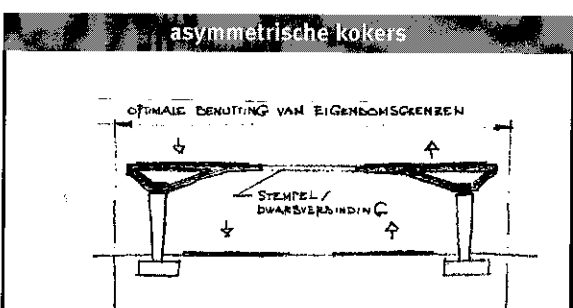 asymmetrische kokers
OPTIMALE BENUTTING VAN EIGENDOMSGRENZEN
STEMPEL/
DWARSVERBINDING